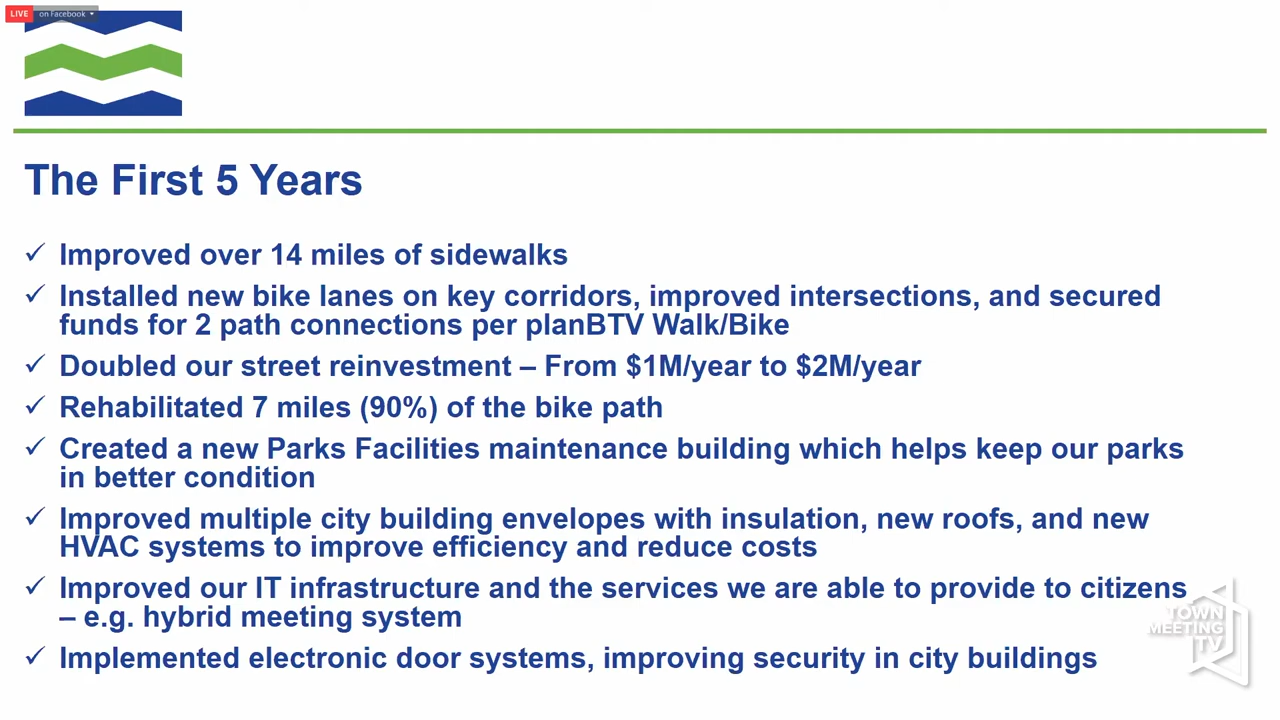 LIVE on Facebook
The First 5 Years
✓ Improved over 14 miles of sidewalks
✓ Installed new bike lanes on key corridors, improved intersections, and secured
funds for 2 path connections per planBTV Walk/Bike
✓ Doubled our street reinvestment – From $1M/year to $2M/year
✓ Rehabilitated 7 miles (90%) of the bike path
✓ Created a new Parks Facilities maintenance building which helps keep our parks
in better condition
✓ Improved multiple city building envelopes with insulation, new roofs, and new
HVAC systems to improve efficiency and reduce costs
✓ Improved our IT infrastructure and the services we are able to provide to citizens
– e.g. hybrid meeting system
✓ Implemented electronic door systems, improving security in city buildings
TOWN
MEETING
TV